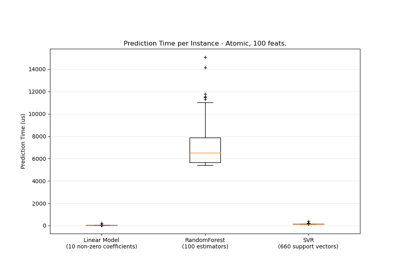 Prediction Time per Instance - Atomic, 100 feats.
14000
12000
10000
8000
6000
4000
2000
0
Prediction Time (us)
Linear Model
(10 non-zero coefficients)
RandomForest
(100 estimators)
SVR
(660 support vectors)